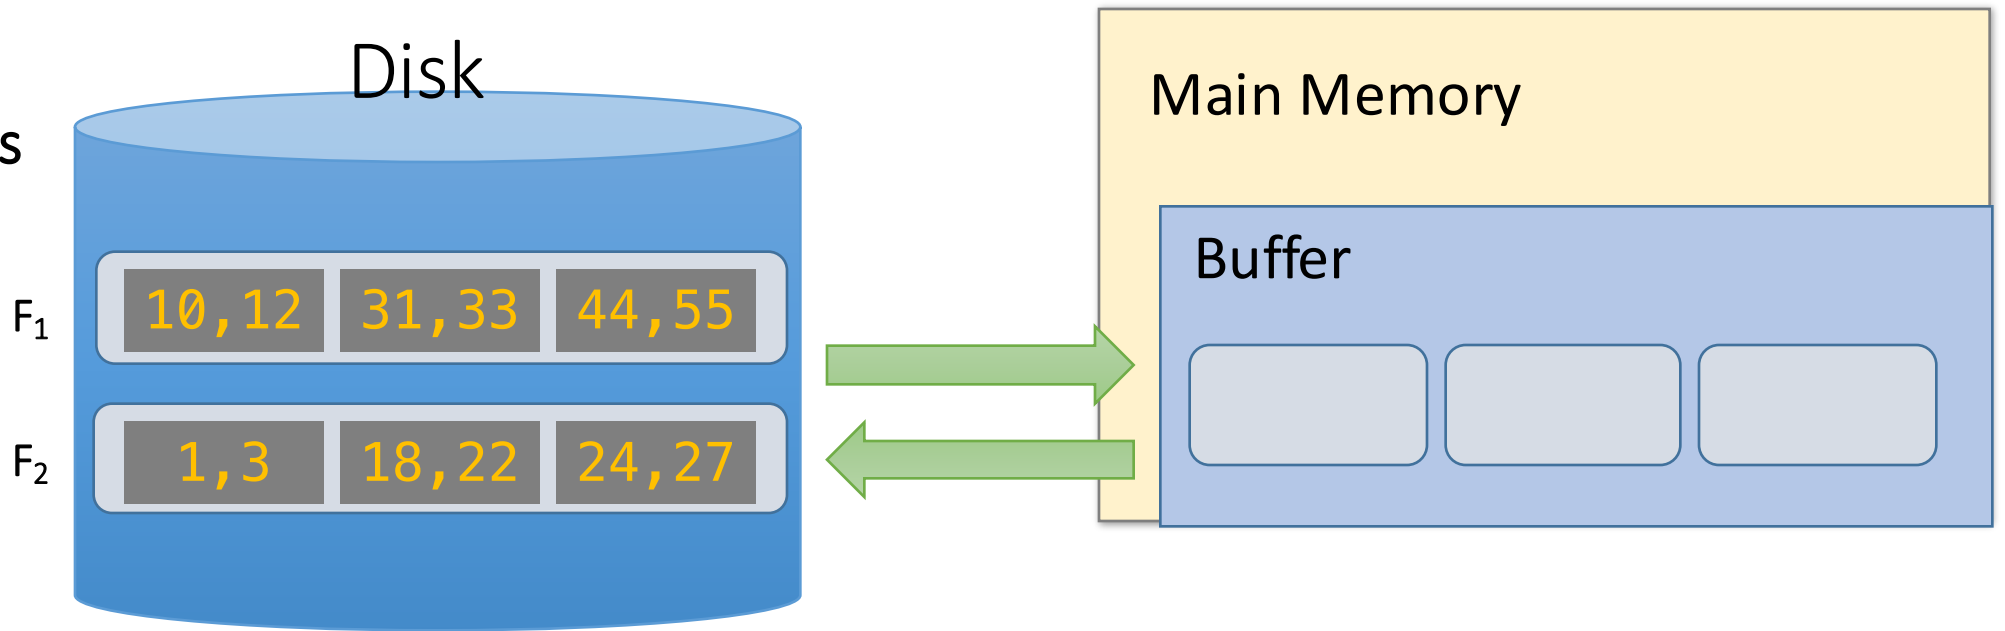 Disk
Main Memory
s
Buffer
F1 10,12 31,33 44,55
F2 1,3 18,22 24,27